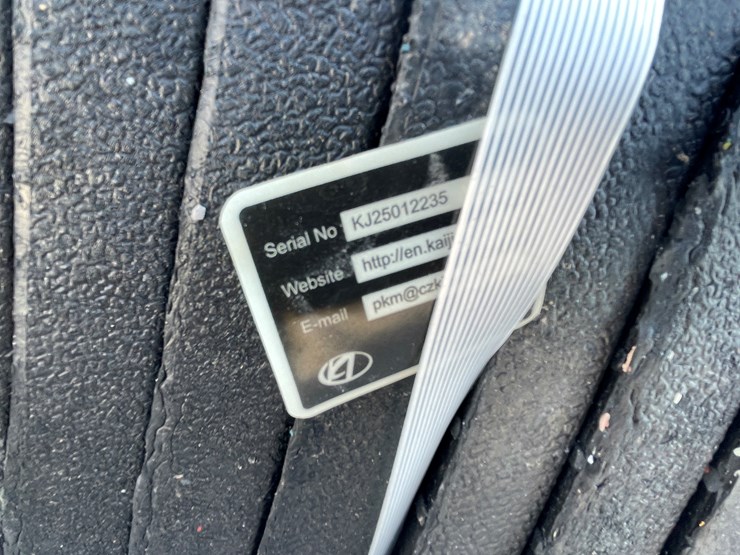 Serial No KJ25012235
Website http://en.kaiji
E-mail pkm@czk